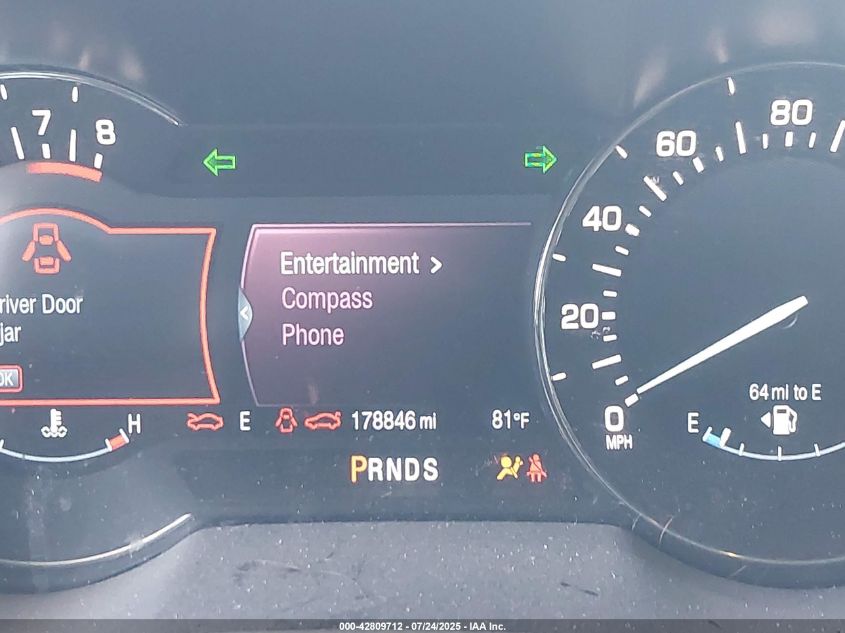 7 8
60 80
40
20
0
MPH
Entertainment >
Compass
Phone
river Door
jar
OK
H
E 178846 mi 81°F
PRNDS
64 mi to E
E
000-42809712 - 07/24/2025 - IAA Inc.